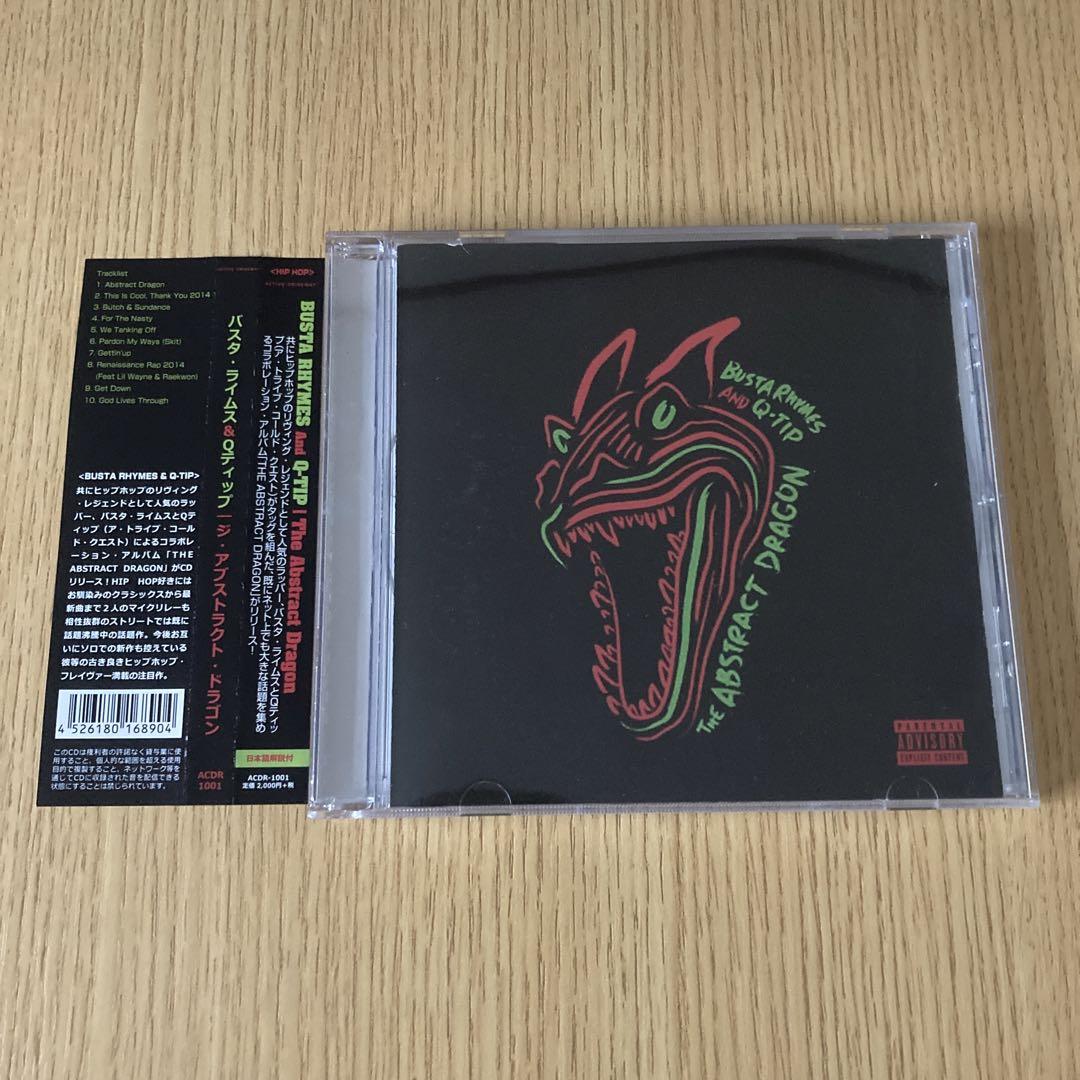 Tracklist
1. Abstract Dragon
2. This Is Cool, Thank You 2014
3. Butch & Sundance
4. For The Nasty
5. We Tanking Off
6. Pardon My Ways (Skit)
7. Gettin'up
8. Renaissance Rap 2014
(Feat Lil Wayne & Raekwon)
9. Get Down
10. God Lives Through
<BUSTA RHYMES & Q-TIP>
共にヒップホップのリヴィング
・レジェンドとして人気のラッ
パー、バスタ・ライムスとQテ
ィップ（ア・トライブ・コール
ド・クエスト）によるコラボレ
ーション・アルバム「THE
ABSTRACT DRAGON」がCD
リリース！HIP HOP好きには
お馴染みのクラシックスから最
新曲まで2人のマイクリレーも
相性抜群のストリートでは既に
話題沸騰中の話題作。今後お互
いにソロでの新作も控えている
彼等の古き良きヒップホップ・
フレイヴァー満載の注目作。
4 526180 168904
このCDは権利者の許諾なく賃貸業に使
用すること、個人的な範囲を超える使用
目的で複製すること、ネットワーク等を
通じてCDに収録された音を配信できる
状態にすることは禁じられています。
バスタ・ライムス&Qティップ | ジ・アブストラクト・ドラゴン
ACDR
1001
<HIP HOP>
BUSTA RHYMES And Q-TIP | The Abstract Dragon
共にヒップホップのリヴィング・レジェンドとして人気のラッパー、バスタ・ライムスとQティッ
プ(ア・トライブ・コールド・クエスト)がタッグを組んだ、既にネット上でも大きな話題を集め
るコラボレーション・アルバム「THE ABSTRACT DRAGON」がリリース！
日本語解説付
ACDR-1001
定価 2,000円+税
BUSTA RHYMES
AND Q-TIP
THE ABSTRACT DRAGON
PARENTAL
ADVISORY
EXPLICIT CONTENT